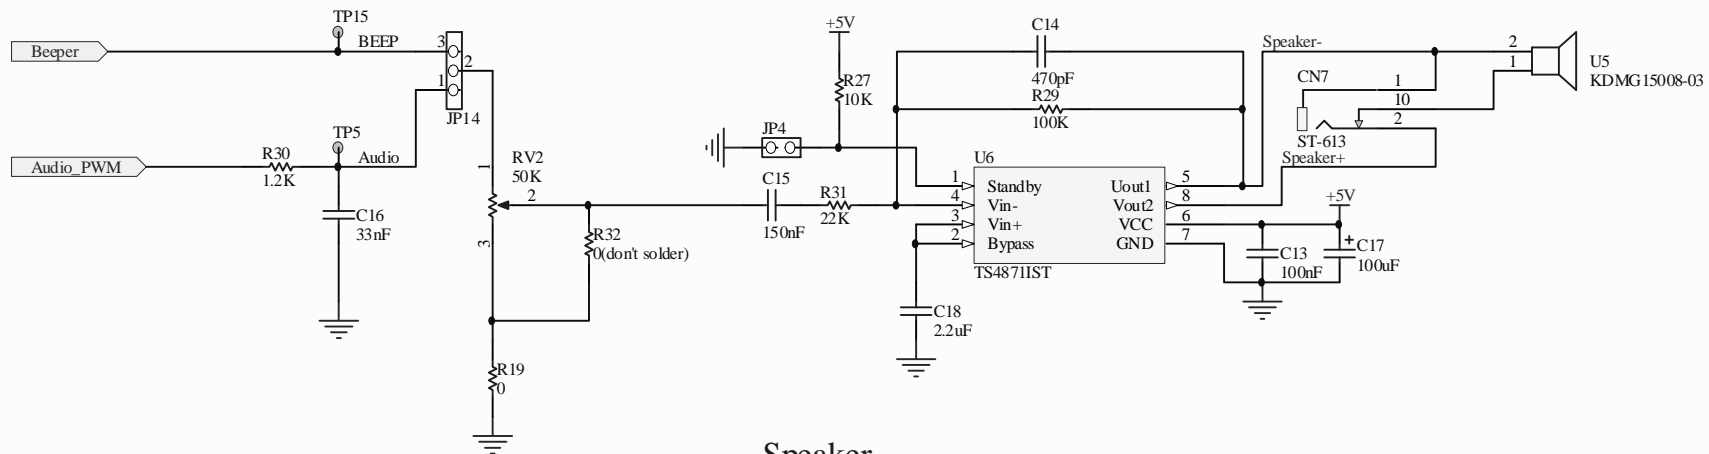 TP15
Beeper
BEEP
3
2
1
JP14
TP5
Audio_PWM
R30
1.2K
Audio
C16
33nF
1
RV2
50K
2
3
R32
0(don't solder)
R19
0
C15
150nF
R31
22K
JP4
+5V
R27
10K
C14
470pF
R29
100K
U6
1 Standby Uout1 5
4 Vin- Vout2 8
3 Vin+ VCC 6
2 Bypass GND 7
TS4871IST
C18
2.2uF
Speaker-
CN7
1
10
2
ST-613
Speaker+
2
1
U5
KDMG15008-03
+5V
C13
100nF
+
C17
100uF
Speaker